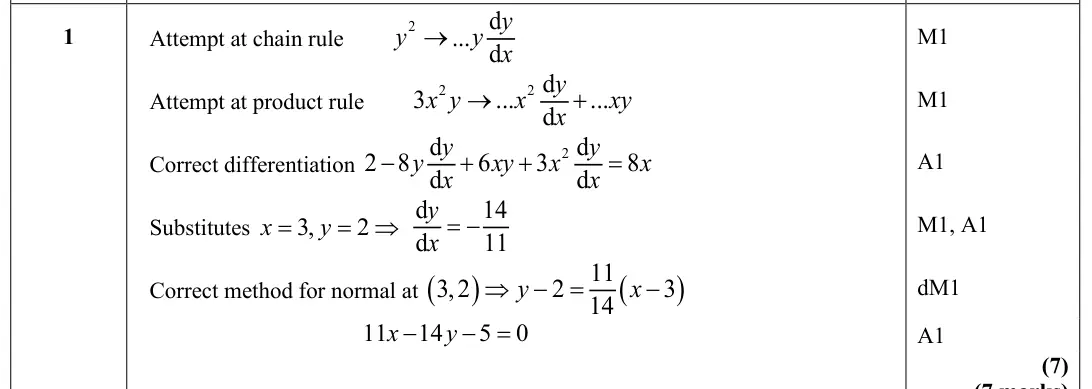 1 Attempt at chain rule y² → ...y dy/dx M1
Attempt at product rule 3x²y → ...x² dy/dx + ...xy M1
Correct differentiation 2 − 8y dy/dx + 6xy + 3x² dy/dx = 8x A1
Substitutes x = 3, y = 2 ⇒ dy/dx = − 14/11 M1, A1
Correct method for normal at (3, 2) ⇒ y − 2 = 11/14 (x − 3) dM1
11x − 14y − 5 = 0 A1
(7)
(7 marks)